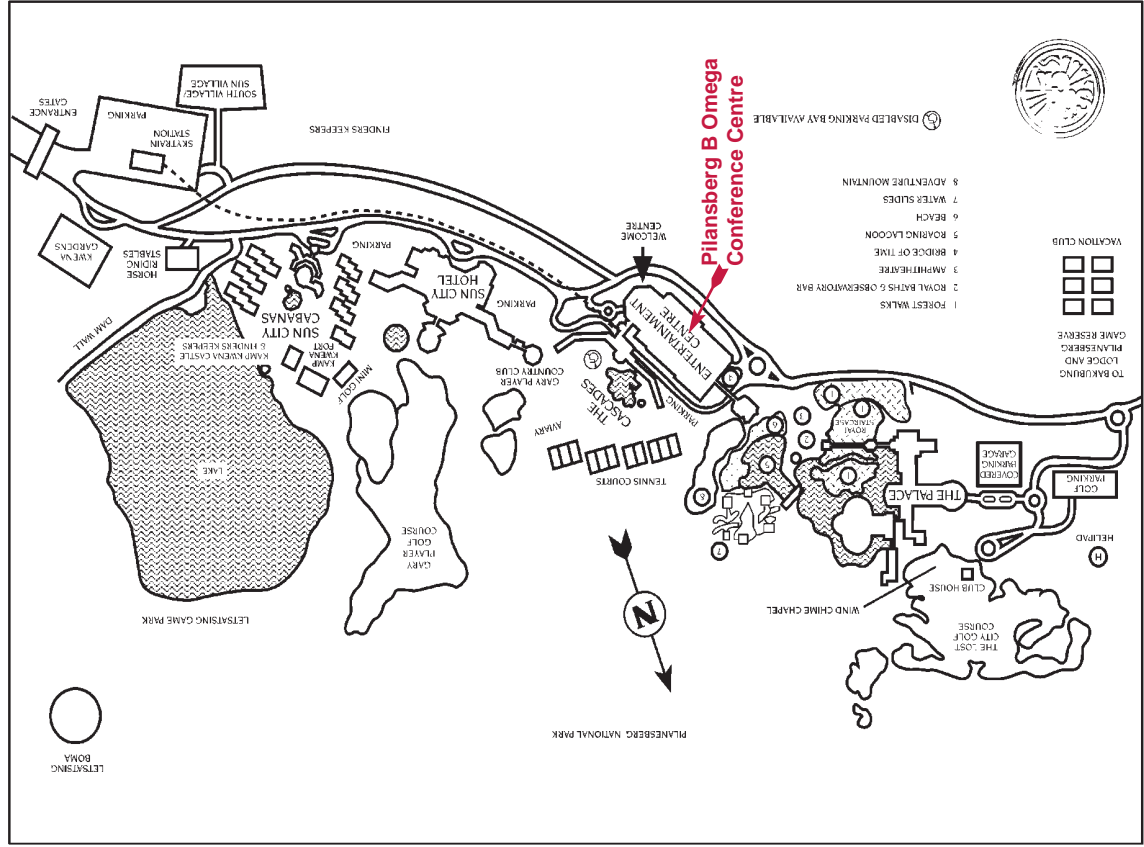 Pilansberg B Omega
Conference Centre
ENTRANCE
GATES
PARKING
SKYTRAIN
STATION
SOUTH VILLAGE/
SUN VILLAGE
FINDERS KEEPERS
KWENA
GARDENS
HORSE
RIDING
STABLES
DAM WALL
PARKING
SUN CITY
HOTEL
SUN CITY
CABANAS
KAMP KWENA CASTLE
& FINDERS KEEPERS
KAMP
KWENA
FORT
MINI GOLF
LAKE
LETSATSING GAME PARK
LETSATSING
BOMA
PARKING
WELCOME
CENTRE
ENTERTAINMENT
CENTRE
GARY PLAYER
COUNTRY CLUB
THE
CASCADES
PARKING
AVIARY
TENNIS COURTS
GARY
PLAYER
GOLF
COURSE
N
PILANESBERG NATIONAL PARK
DISABLED PARKING BAY AVAILABLE
1 FOREST WALKS
2 ROYAL BATHS & OBSERVATORY BAR
3 AMPHITHEATRE
4 BRIDGE OF TIME
5 ROARING LAGOON
6 BEACH
7 WATER SLIDES
8 ADVENTURE MOUNTAIN
VACATION CLUB
TO BAKUBUNG
LODGE AND
PILANESBERG
GAME RESERVE
ROYAL
STAIRCASE
2
5
6
7
8
THE PALACE
COVERED
PARKING
GARAGE
GOLF
PARKING
HELIPAD
H
WIND CHIME CHAPEL
CLUB HOUSE
THE LOST
CITY GOLF
COURSE